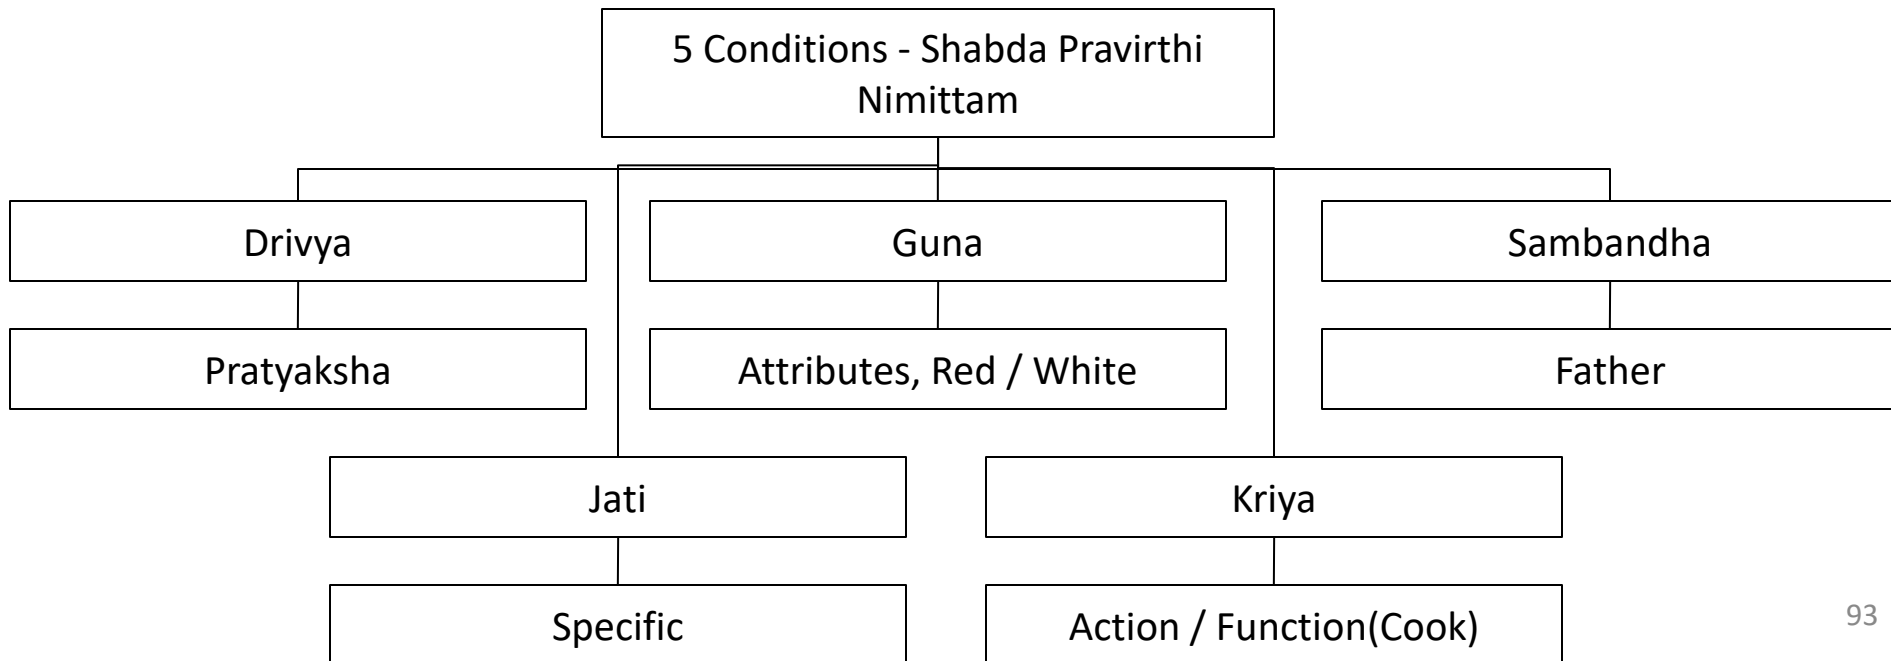 5 Conditions - Shabda Pravirthi
Nimittam
Drivya
Guna
Sambandha
Pratyaksha
Attributes, Red / White
Father
Jati
Kriya
Specific
Action / Function(Cook)
93